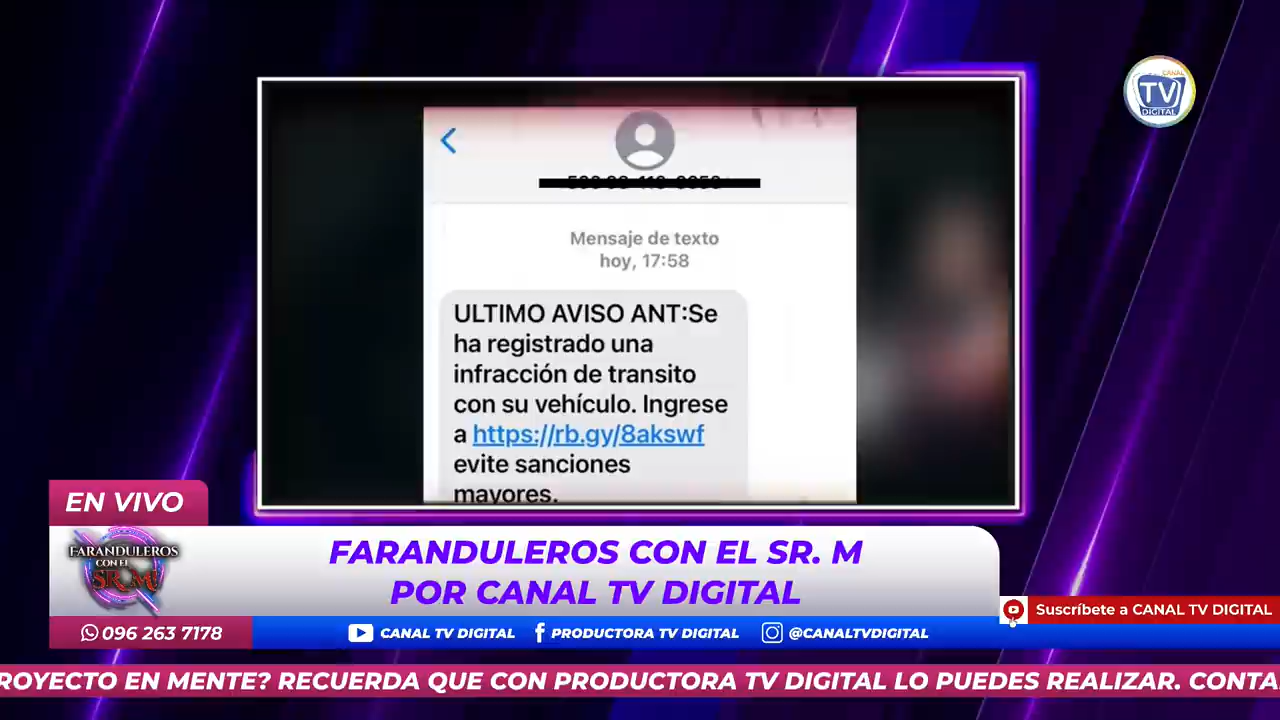 CANAL
TV
DIGITAL
Mensaje de texto
hoy, 17:58
ULTIMO AVISO ANT:Se
ha registrado una
infracción de transito
con su vehículo. Ingrese
a https://rb.gy/8akswf
evite sanciones
mayores.
EN VIVO
FARANDULEROS
CON EL
SR. M
FARANDULEROS CON EL SR. M
POR CANAL TV DIGITAL
Suscríbete a CANAL TV DIGITAL
096 263 7178
CANAL TV DIGITAL
PRODUCTORA TV DIGITAL
@CANALTVDIGITAL
ROYECTO EN MENTE? RECUERDA QUE CON PRODUCTORA TV DIGITAL LO PUEDES REALIZAR. CONTA